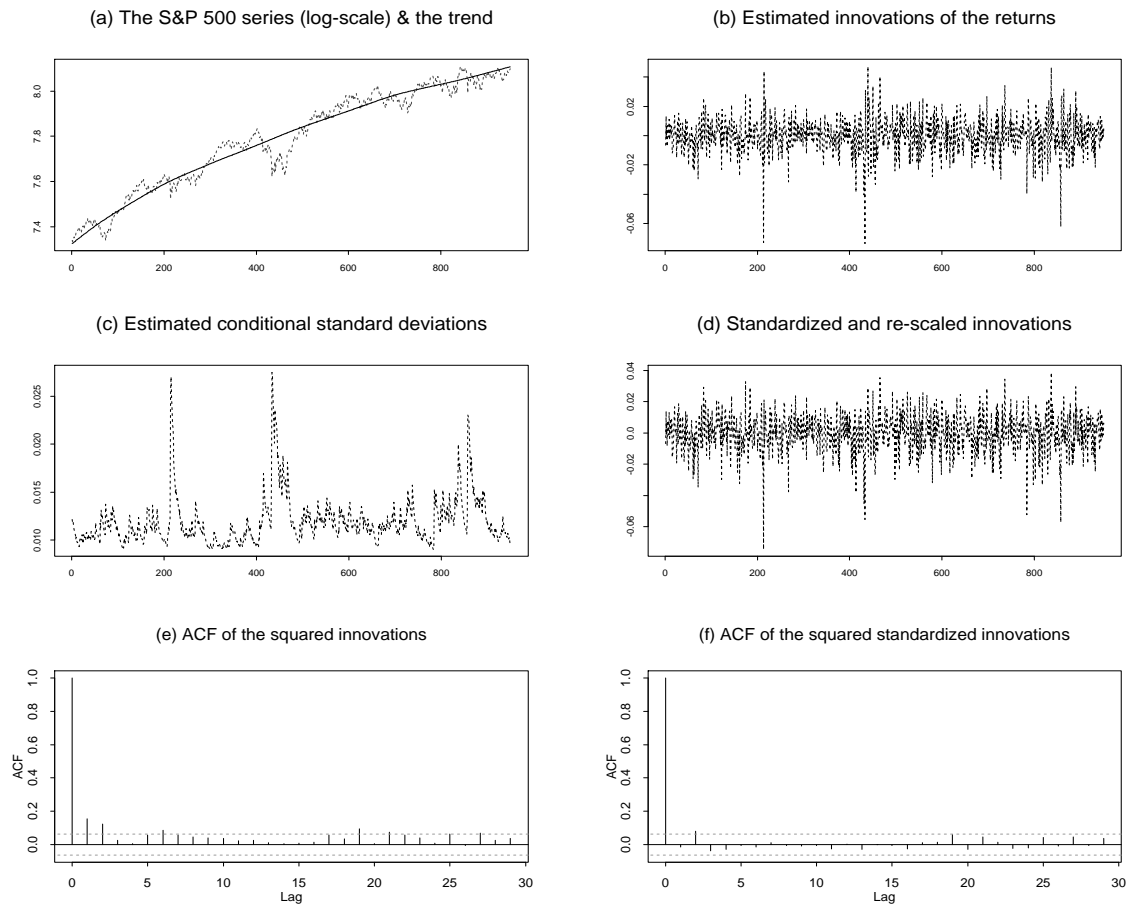 (a) The S&P 500 series (log-scale) & the trend
7.4 7.6 7.8 8.0
0 200 400 600 800
(b) Estimated innovations of the returns
-0.06 -0.02 0.02
0 200 400 600 800
(c) Estimated conditional standard deviations
0.010 0.015 0.020 0.025
0 200 400 600 800
(d) Standardized and re-scaled innovations
-0.06 -0.02 0.0 0.02 0.04
0 200 400 600 800
(e) ACF of the squared innovations
ACF
0.0 0.2 0.4 0.6 0.8 1.0
0 5 10 15 20 25 30
Lag
(f) ACF of the squared standardized innovations
ACF
0.0 0.2 0.4 0.6 0.8 1.0
0 5 10 15 20 25 30
Lag